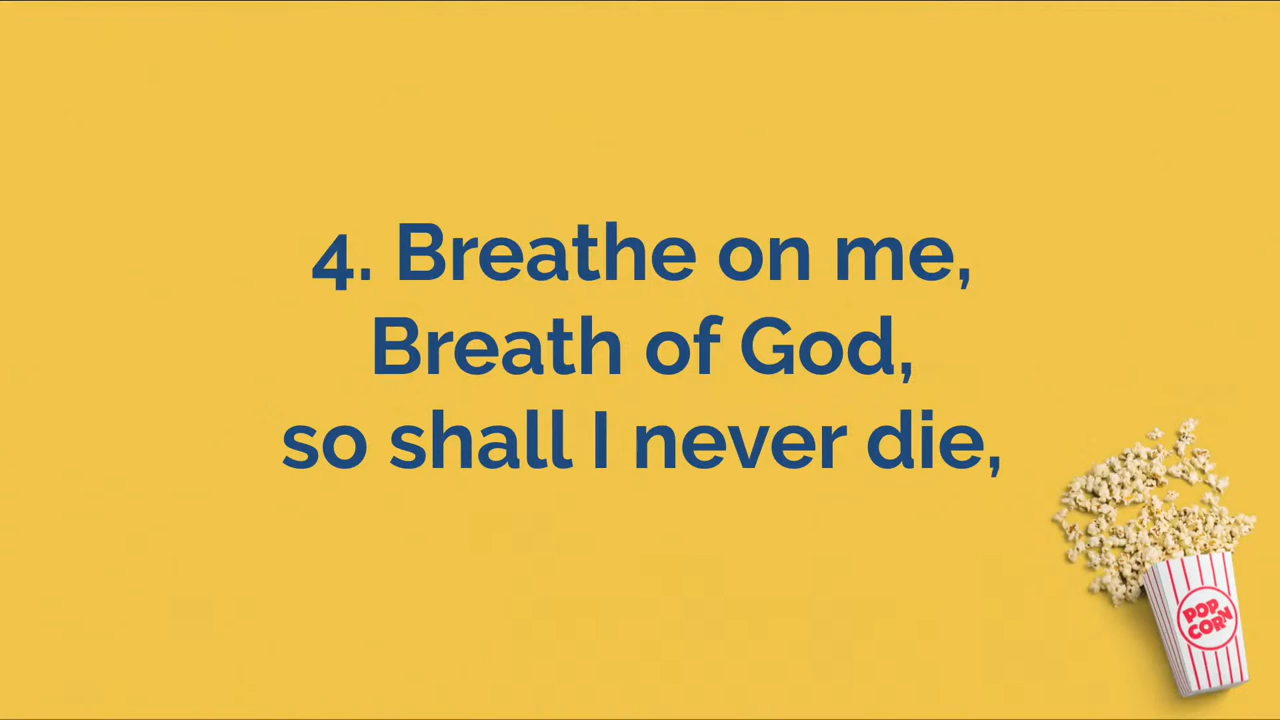 4. Breathe on me,
Breath of God,
so shall I never die,
POP
CORN